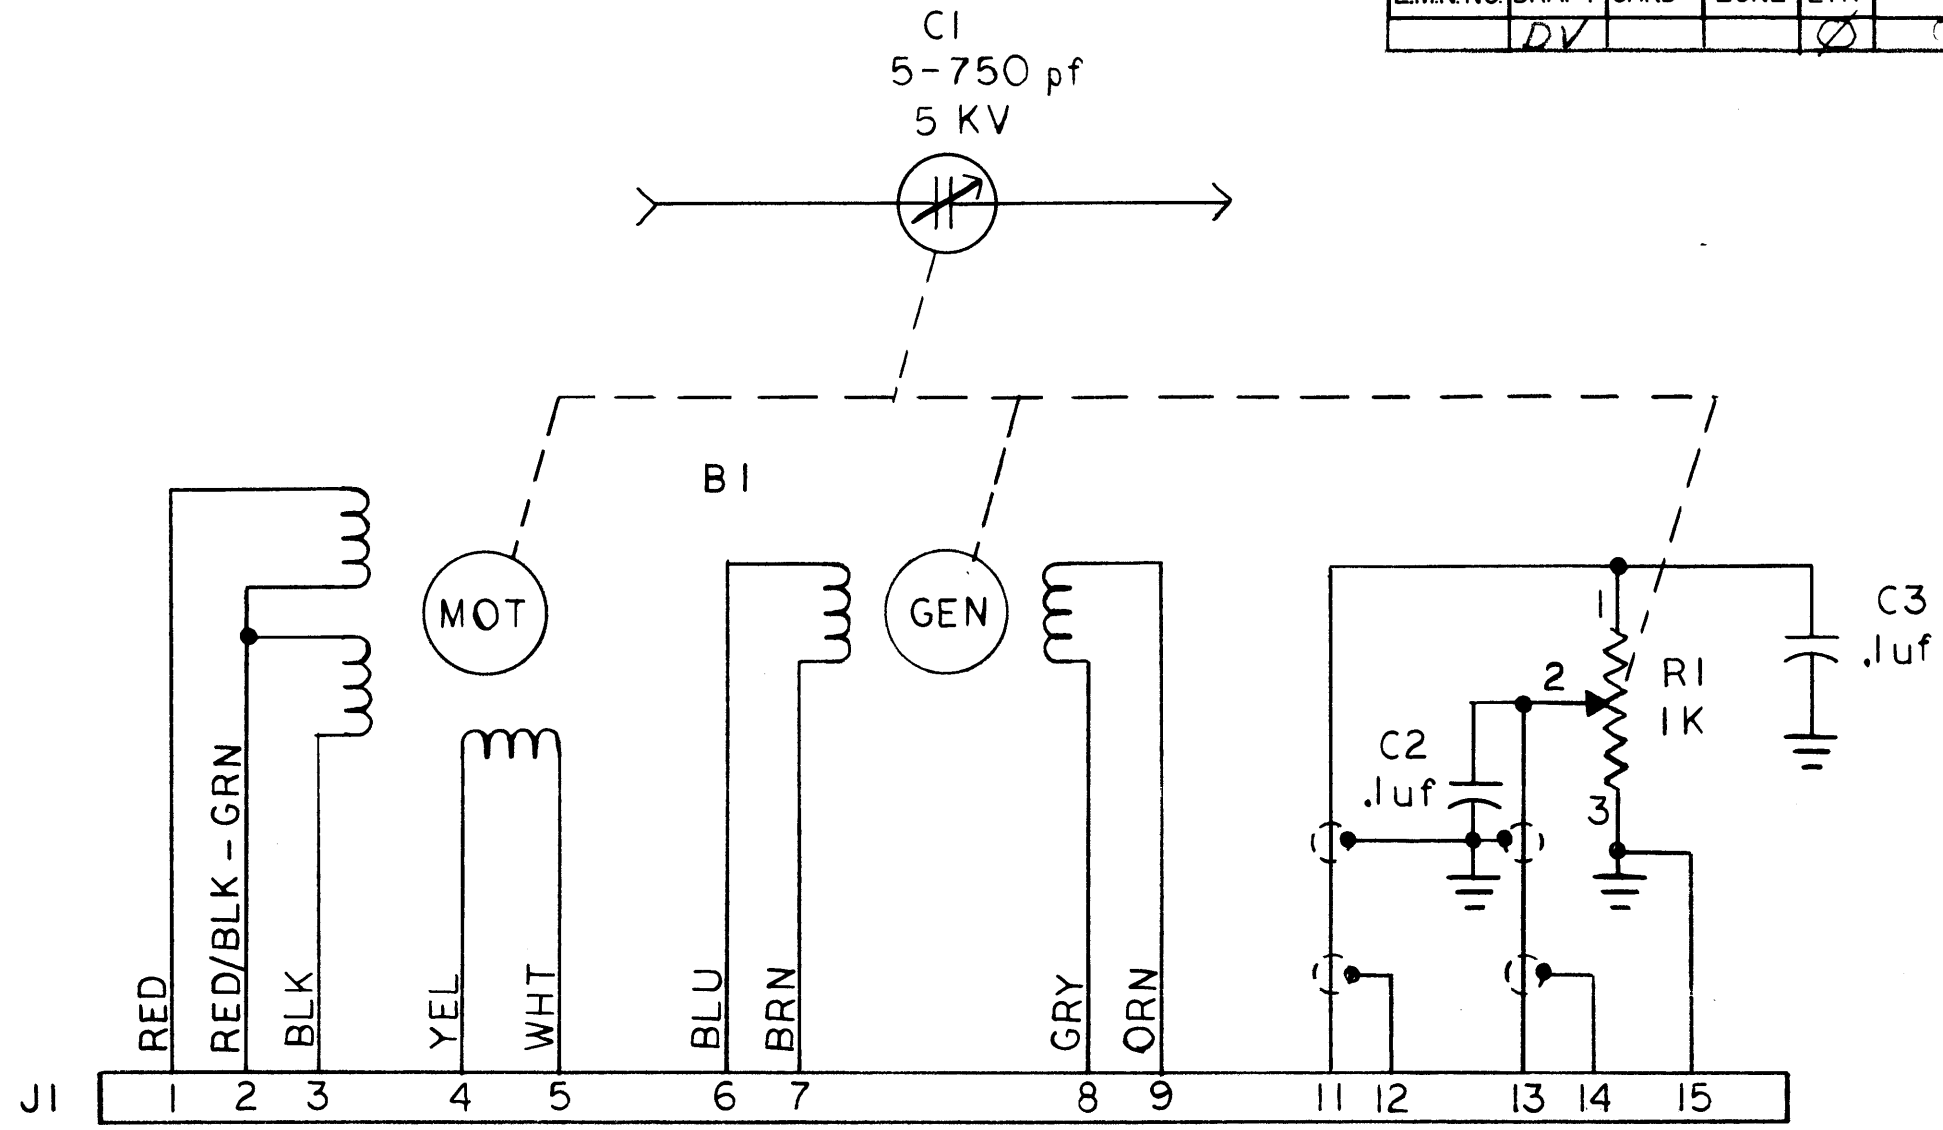 DV Ø
C1
5-750 pf
5 KV
B1
MOT
GEN
1
2
3
R1
1K
C2
.1uf
C3
.1uf
RED
RED/BLK-GRN
BLK
YEL
WHT
BLU
BRN
GRY
ORN
J1 1 2 3 4 5 6 7 8 9 11 12 13 14 15